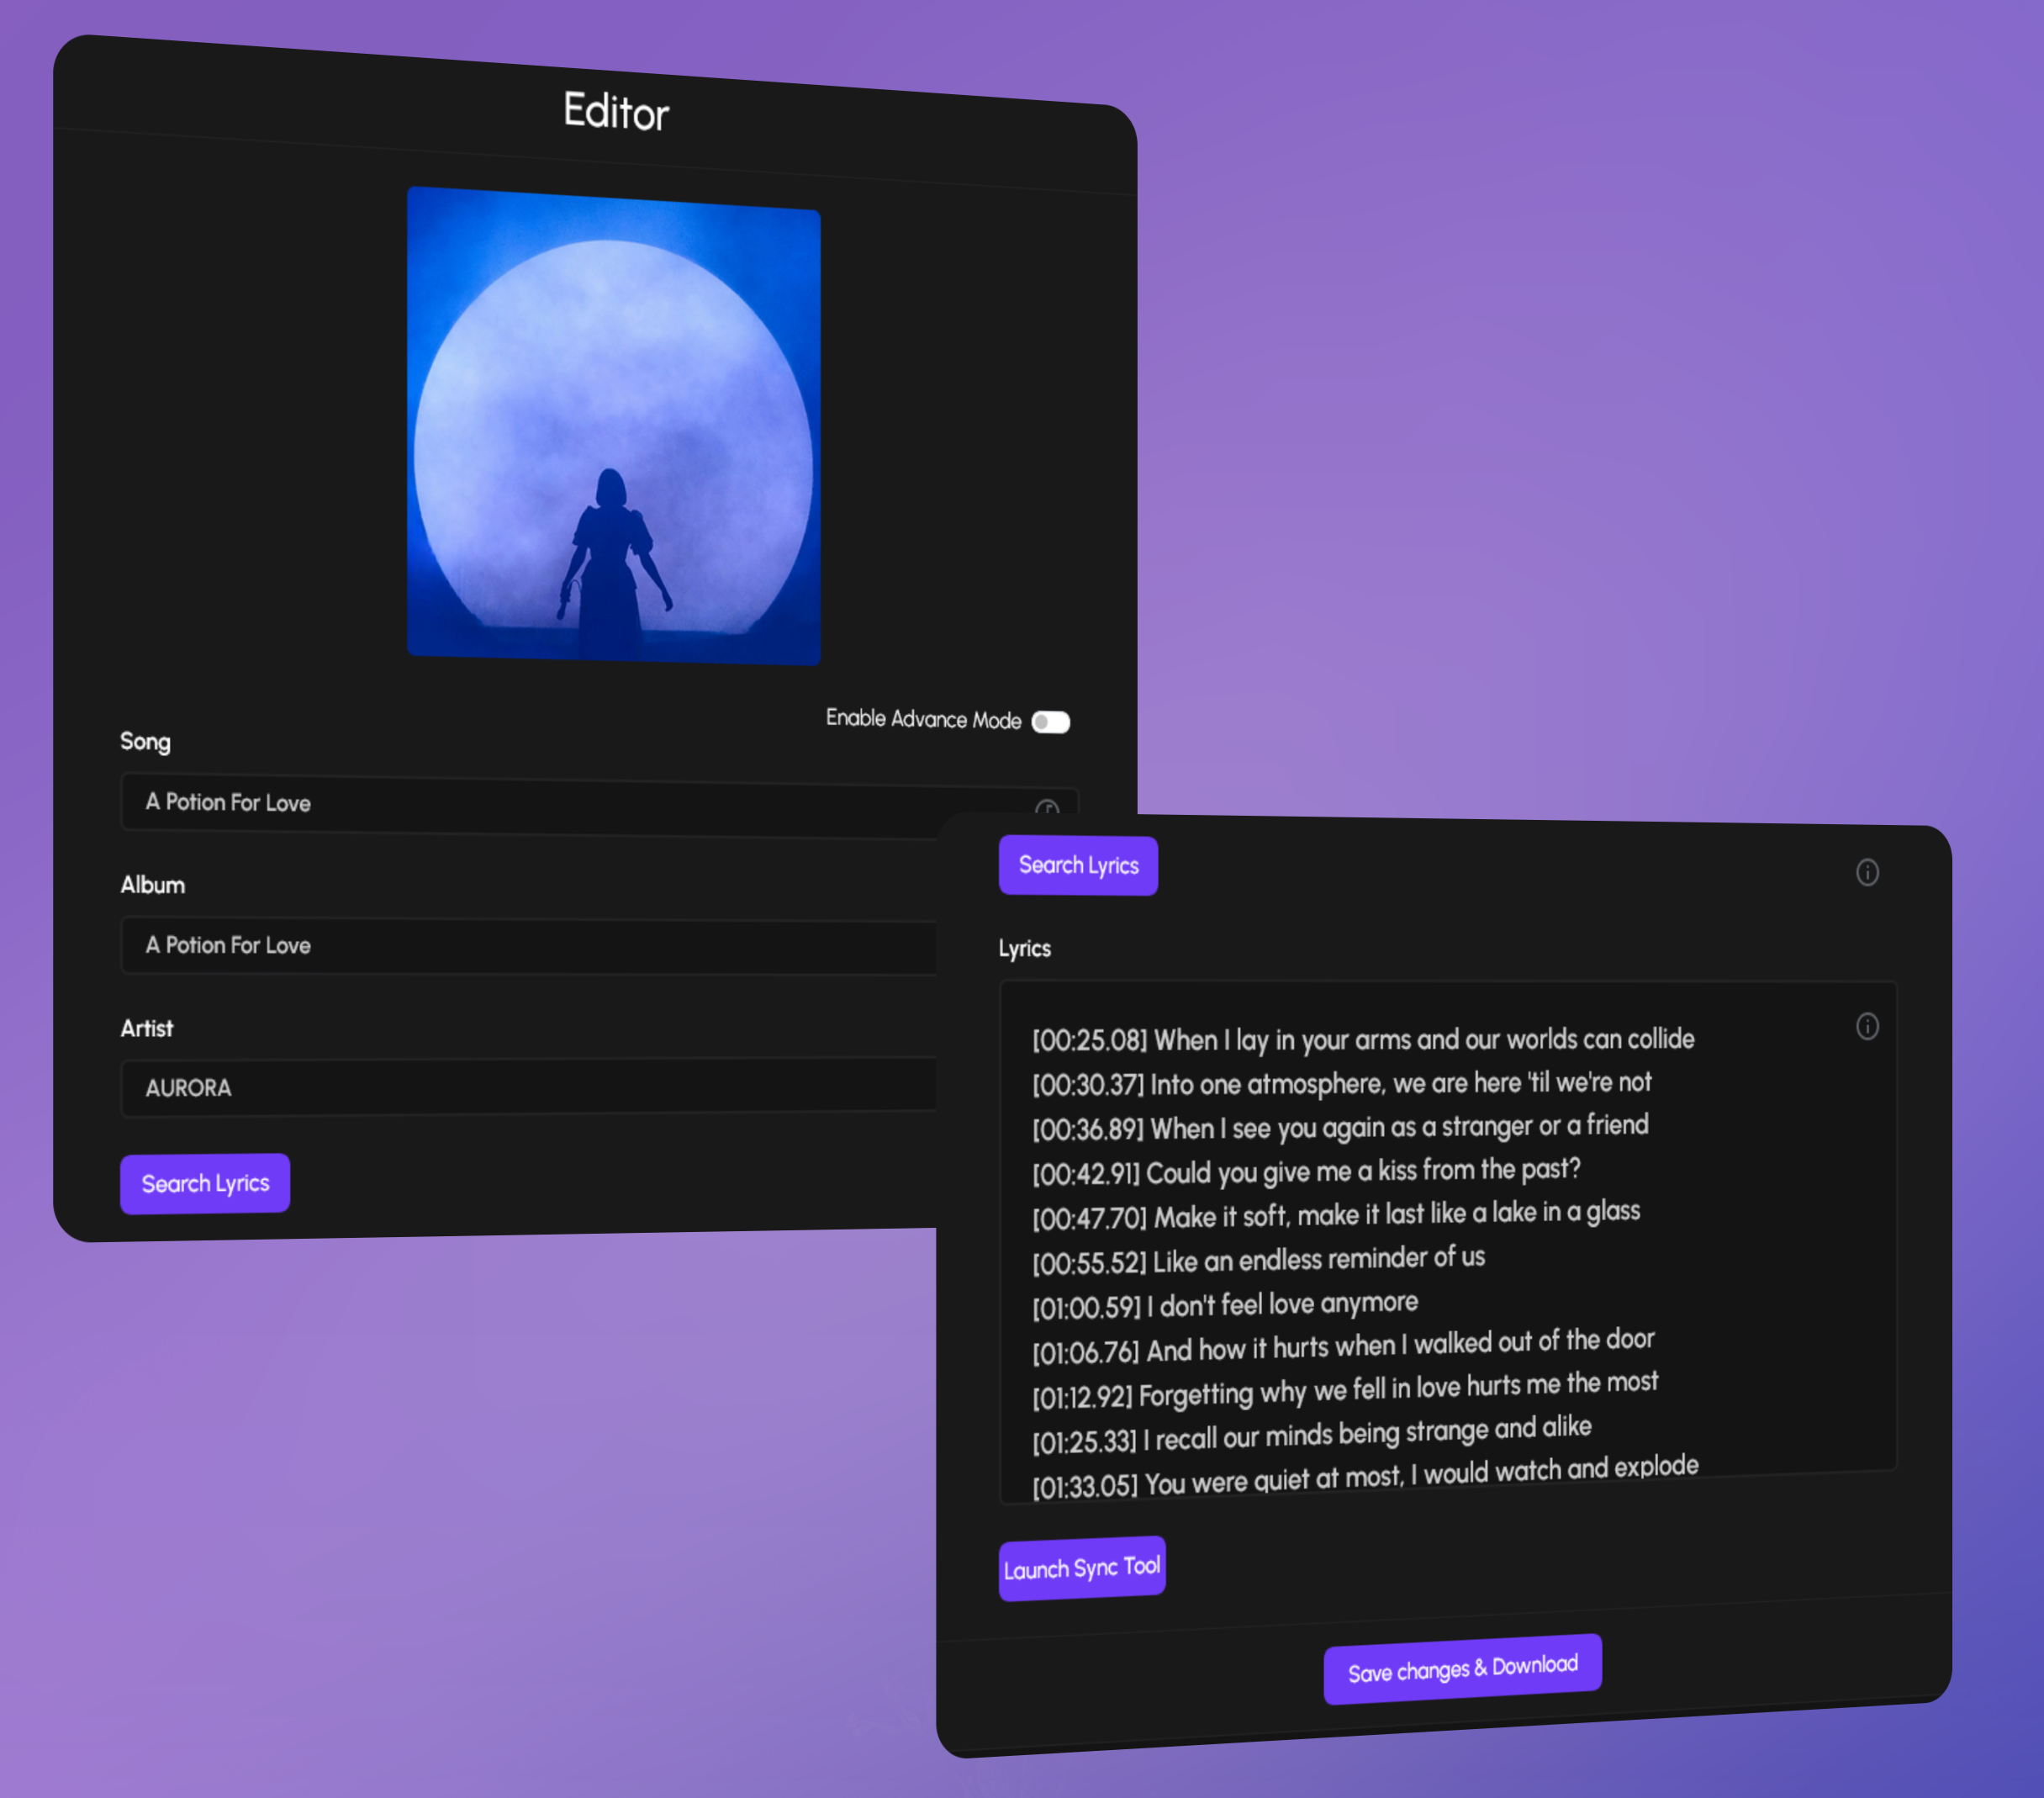 Editor
Enable Advance Mode
Song
A Potion For Love
Album
A Potion For Love
Artist
AURORA
Search Lyrics
Search Lyrics
Lyrics
[00:25.08] When I lay in your arms and our worlds can collide
[00:30.37] Into one atmosphere, we are here 'til we're not
[00:36.89] When I see you again as a stranger or a friend
[00:42.91] Could you give me a kiss from the past?
[00:47.70] Make it soft, make it last like a lake in a glass
[00:55.52] Like an endless reminder of us
[01:00.59] I don't feel love anymore
[01:06.76] And how it hurts when I walked out of the door
[01:12.92] Forgetting why we fell in love hurts me the most
[01:25.33] I recall our minds being strange and alike
[01:33.05] You were quiet at most, I would watch and explode
Launch Sync Tool
Save changes & Download